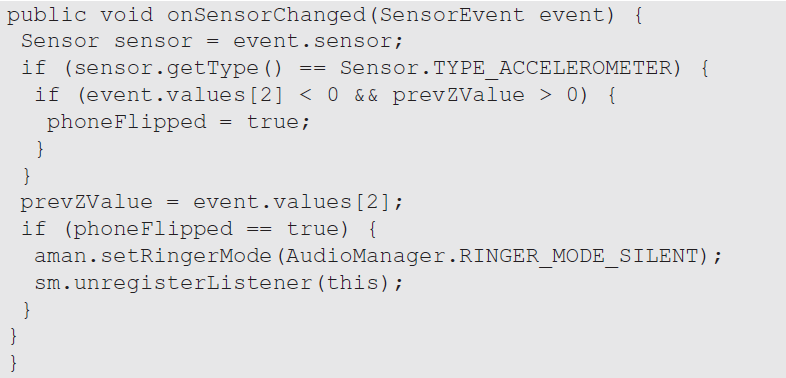 public void onSensorChanged(SensorEvent event) {
 Sensor sensor = event.sensor;
 if (sensor.getType() == Sensor.TYPE_ACCELEROMETER) {
  if (event.values[2] < 0 && prevZValue > 0) {
   phoneFlipped = true;
  }
 }
 prevZValue = event.values[2];
 if (phoneFlipped == true) {
  aman.setRingerMode(AudioManager.RINGER_MODE_SILENT);
  sm.unregisterListener(this);
 }
}
}